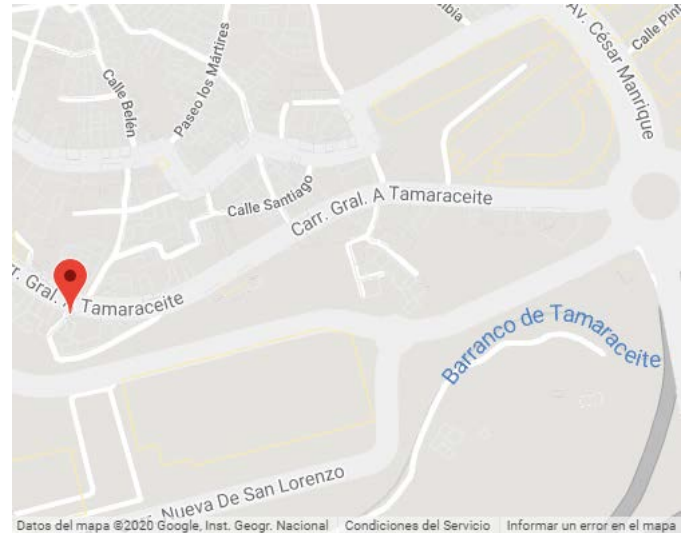 Av. César Manrique
Calle Pint
Paseo los Mártires
Calle Belén
Calle Santiago
Carr. Gral. A Tamaraceite
rr. Gral. A Tamaraceite
Barranco de Tamaraceite
Nueva De San Lorenzo
Datos del mapa ©2020 Google, Inst. Geogr. Nacional Condiciones del Servicio Informar un error en el mapa